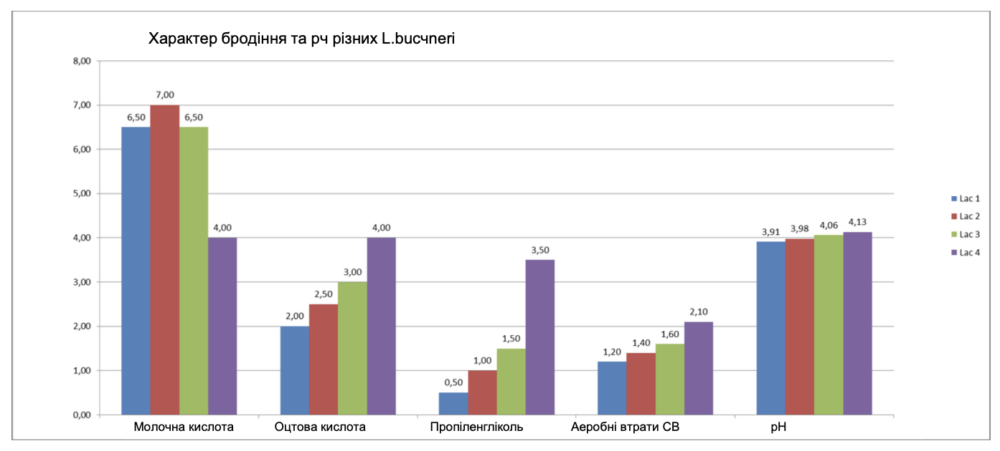 Характер бродіння та рч різних L.bucчneri
8,00
7,00
6,00
5,00
4,00
3,00
2,00
1,00
0,00
6,50
7,00
6,50
4,00
2,00
2,50
3,00
4,00
0,50
1,00
1,50
3,50
1,20
1,40
1,60
2,10
3,91
3,98
4,06
4,13
Lac 1
Lac 2
Lac 3
Lac 4
Молочна кислота
Оцтова кислота
Пропіленгліколь
Аеробні втрати СВ
рН